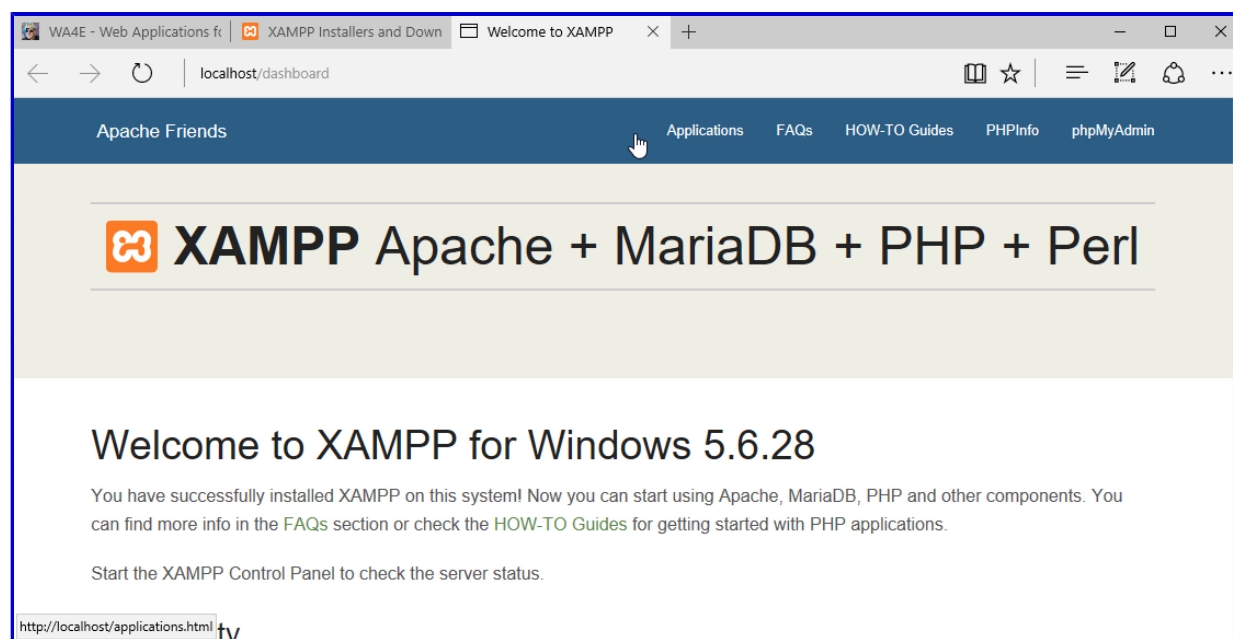 WA4E - Web Applications fo
XAMPP Installers and Down
Welcome to XAMPP
localhost/dashboard
Apache Friends
Applications
FAQs
HOW-TO Guides
PHPInfo
phpMyAdmin
XAMPP Apache + MariaDB + PHP + Perl
Welcome to XAMPP for Windows 5.6.28
You have successfully installed XAMPP on this system! Now you can start using Apache, MariaDB, PHP and other components. You
can find more info in the FAQs section or check the HOW-TO Guides for getting started with PHP applications.
Start the XAMPP Control Panel to check the server status.
http://localhost/applications.html